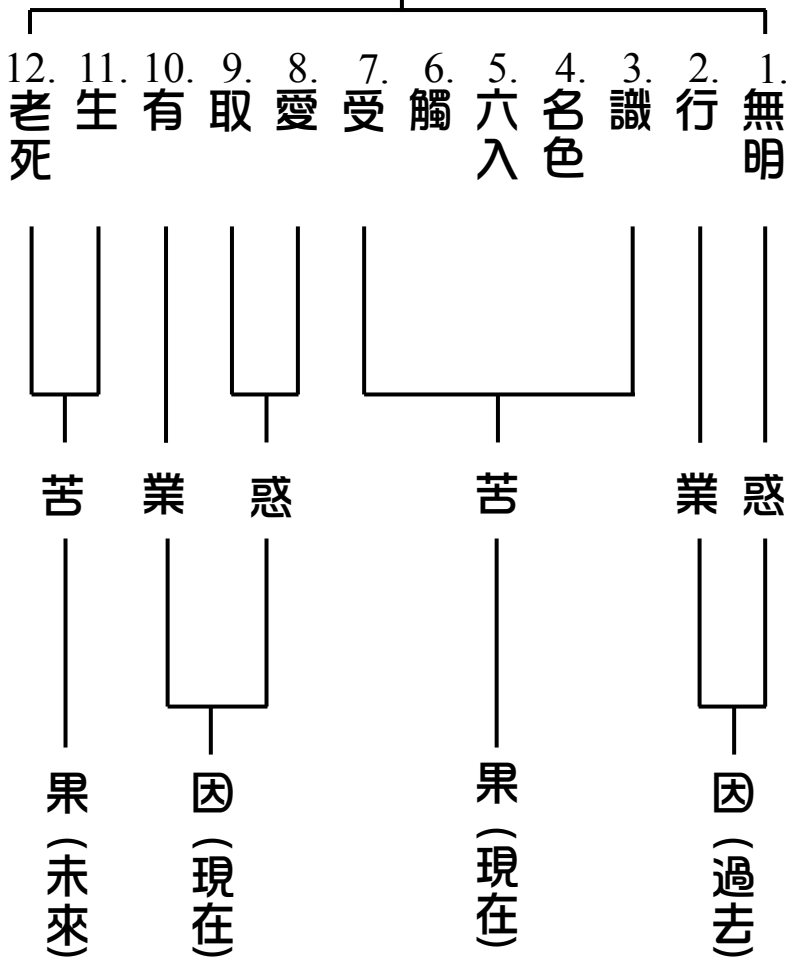 1. 無明
2. 行
3. 識
4. 名色
5. 六入
6. 觸
7. 受
8. 愛
9. 取
10. 有
11. 生
12. 老死
惑
業
苦
惑
業
苦
因(過去)
果(現在)
因(現在)
果(未來)